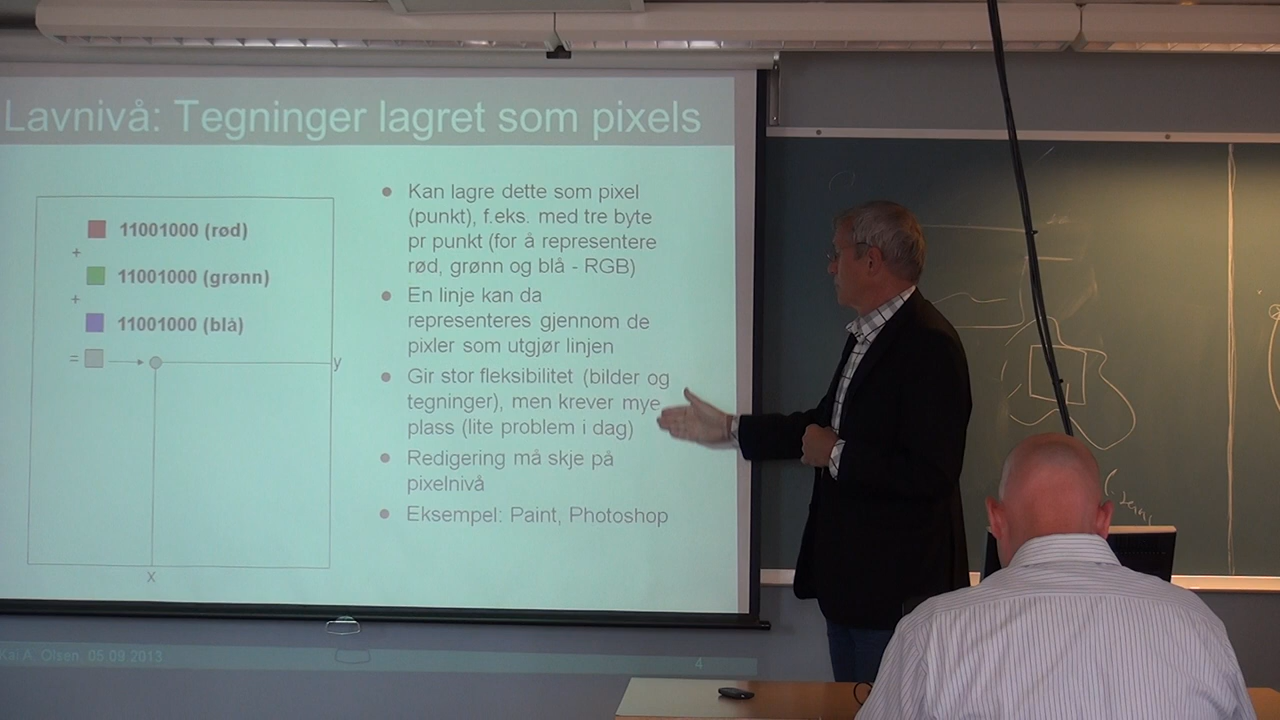 Lavnivå: Tegninger lagret som pixels
11001000 (rød)
+
11001000 (grønn)
+
11001000 (blå)
=
y
x
● Kan lagre dette som pixel
(punkt), f.eks. med tre byte
pr punkt (for å representere
rød, grønn og blå - RGB)
● En linje kan da
representeres gjennom de
pixler som utgjør linjen
● Gir stor fleksibilitet (bilder og
tegninger), men krever mye
plass (lite problem i dag)
● Redigering må skje på
pixelnivå
● Eksempel: Paint, Photoshop
Kai A. Olsen, 05.09.2013
4